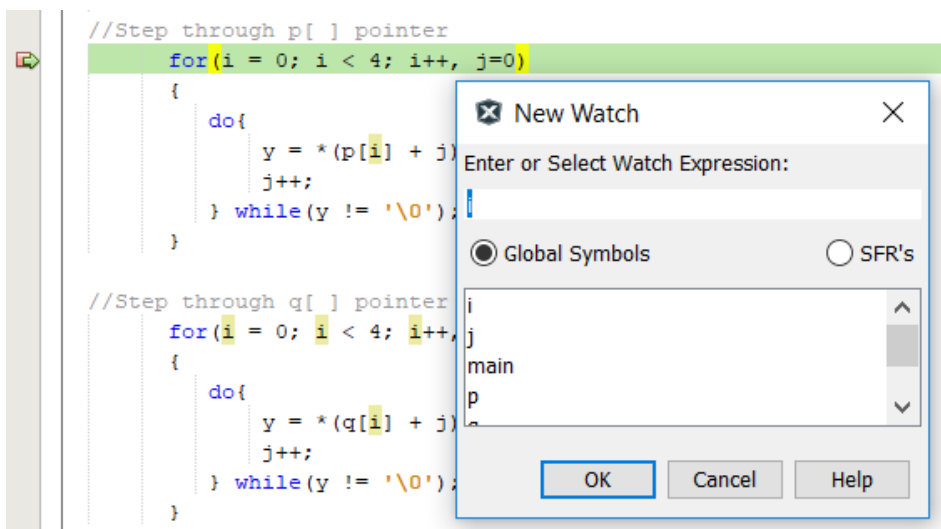 //Step through p[ ] pointer
for(i = 0; i < 4; i++, j=0)
{
do{
y = *(p[i] + j)
j++;
} while(y != '\0');
}
//Step through q[ ] pointer
for(i = 0; i < 4; i++,
{
do{
y = *(q[i] + j)
j++;
} while(y != '\0');
}
New Watch
Enter or Select Watch Expression:
i
Global Symbols
SFR's
i
j
main
p
OK
Cancel
Help